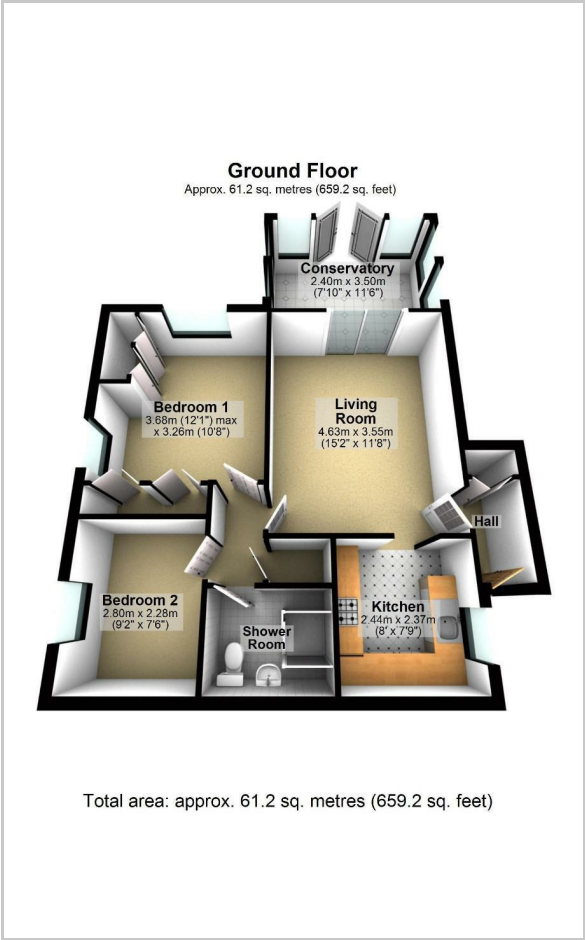 Ground Floor
Approx. 61.2 sq. metres (659.2 sq. feet)
Conservatory
2.40m x 3.50m
(7'10" x 11'6")
Bedroom 1
3.68m (12'1") max
x 3.26m (10'8")
Living
Room
4.63m x 3.55m
(15'2" x 11'8")
Hall
Bedroom 2
2.80m x 2.28m
(9'2" x 7'6")
Shower
Room
Kitchen
2.44m x 2.37m
(8' x 7'9")
Total area: approx. 61.2 sq. metres (659.2 sq. feet)